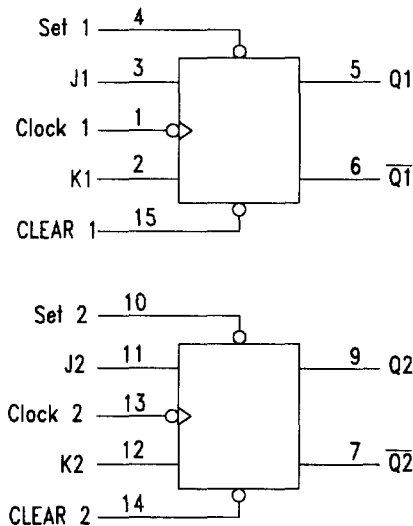 Set 1 4
J1 3 5 Q1
Clock 1 1
K1 2 6 Q1̅
CLEAR 1 15
Set 2 10
J2 11 9 Q2
Clock 2 13
K2 12 7 Q2̅
CLEAR 2 14